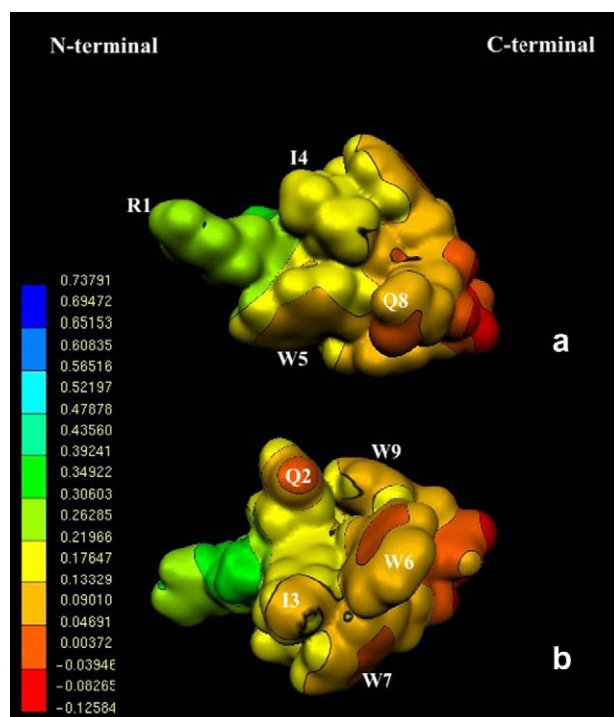 N-terminal C-terminal
I4
R1
Q8
W5
a
0.73791
0.69472
0.65153
0.60835
0.56516
0.52197
0.47878
0.43560
0.39241
0.34922
0.30603
0.26285
0.21966
0.17647
0.13329
0.09010
0.04691
0.00372
-0.03946
-0.08265
-0.12584
W9
Q2
W6
I3
W7
b